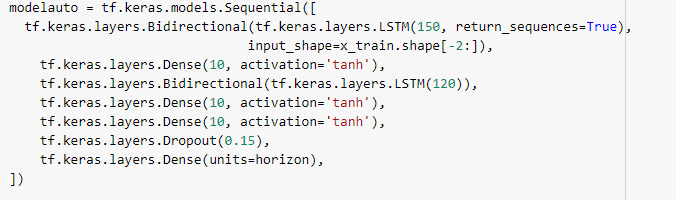 modelauto = tf.keras.models.Sequential([
  tf.keras.layers.Bidirectional(tf.keras.layers.LSTM(150, return_sequences=True),
                                input_shape=x_train.shape[-2:]),
    tf.keras.layers.Dense(10, activation='tanh'),
    tf.keras.layers.Bidirectional(tf.keras.layers.LSTM(120)),
    tf.keras.layers.Dense(10, activation='tanh'),
    tf.keras.layers.Dense(10, activation='tanh'),
    tf.keras.layers.Dropout(0.15),
    tf.keras.layers.Dense(units=horizon),
])